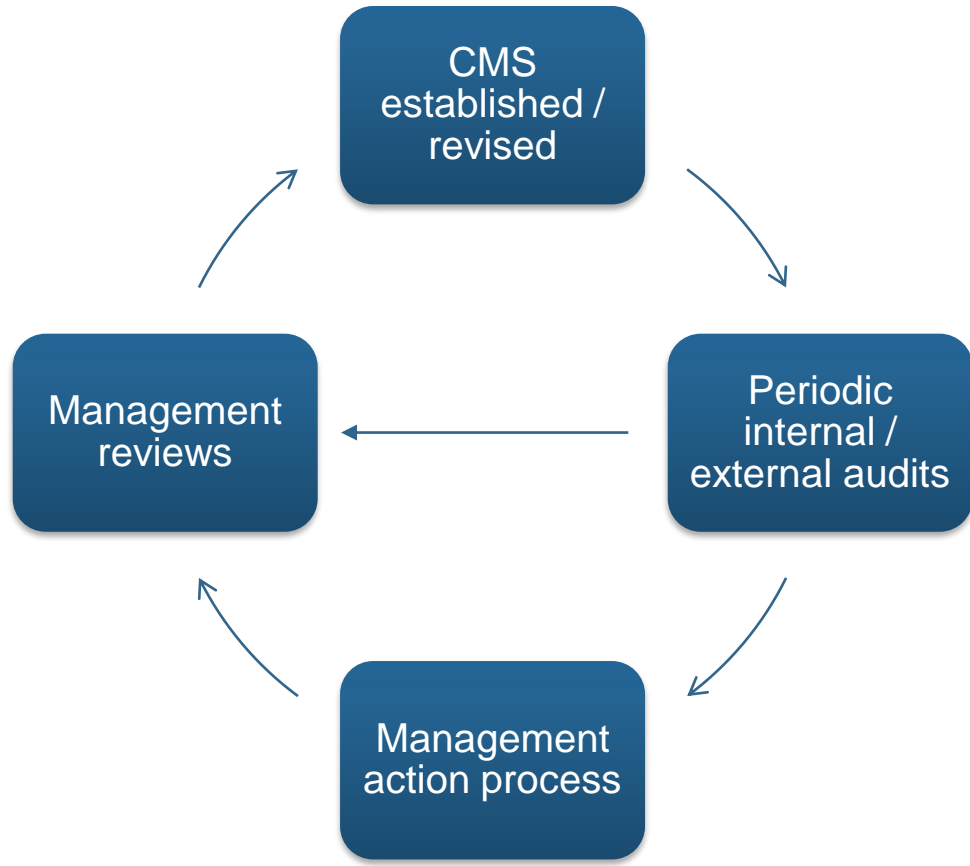 CMS
established /
revised
Periodic
internal /
external audits
Management
action process
Management
reviews